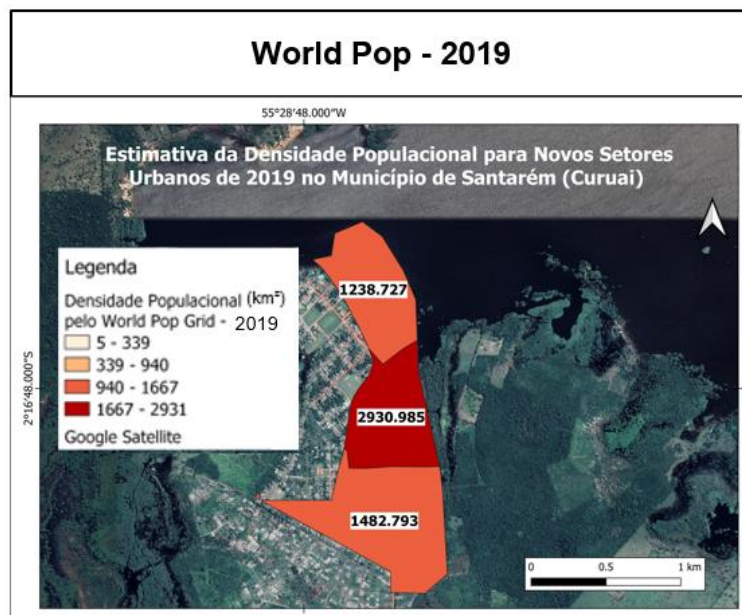 World Pop - 2019
55°28'48.000"W
Estimativa da Densidade Populacional para Novos Setores
Urbanos de 2019 no Município de Santarém (Curuai)
2°16'48.000"S
1238.727
2930.985
1482.793
Legenda
Densidade Populacional (km²)
pelo World Pop Grid - 2019
5 - 339
339 - 940
940 - 1667
1667 - 2931
Google Satellite
0 0.5 1 km